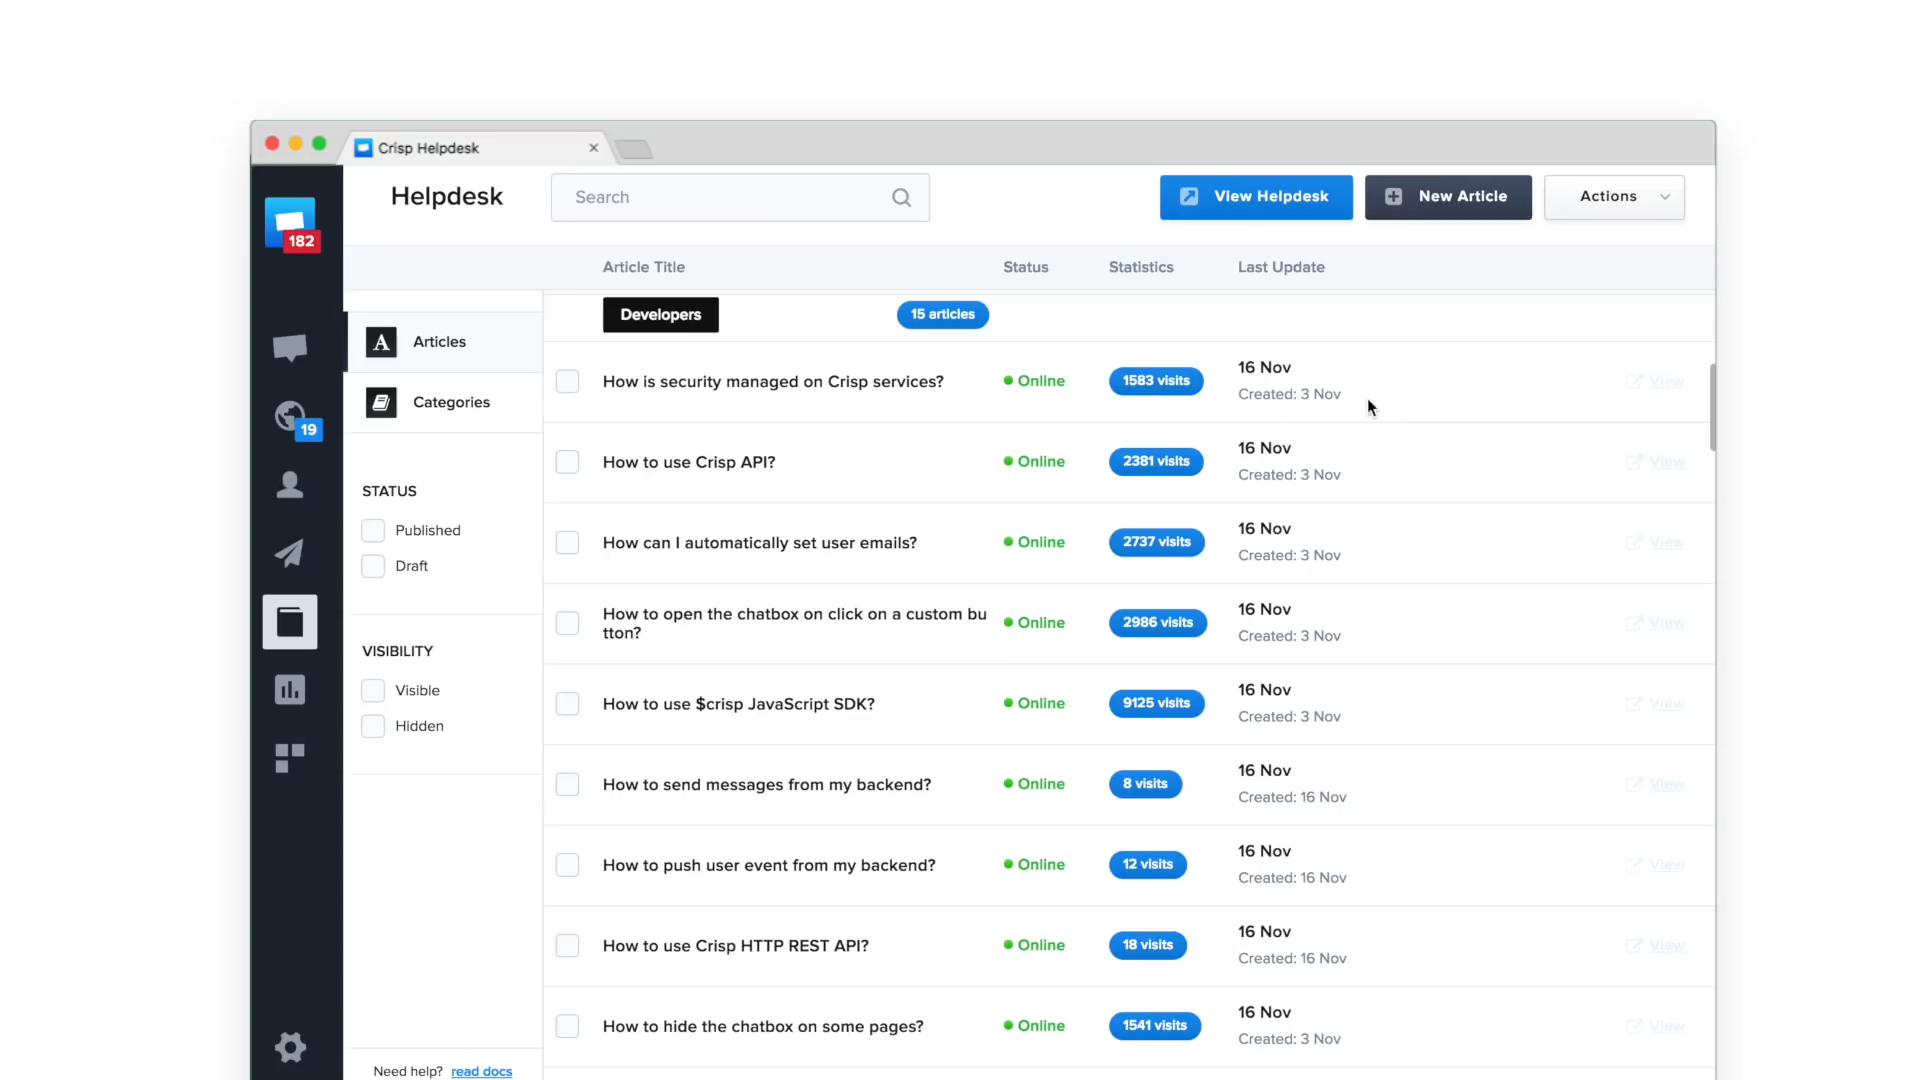 Crisp Helpdesk
Helpdesk
Search
View Helpdesk
New Article
Actions
182
Article Title
Status
Statistics
Last Update
Developers
15 articles
A
Articles
Categories
19
STATUS
Published
Draft
VISIBILITY
Visible
Hidden
Need help? read docs
How is security managed on Crisp services?
Online
1583 visits
16 Nov
Created: 3 Nov
View
How to use Crisp API?
Online
2381 visits
16 Nov
Created: 3 Nov
View
How can I automatically set user emails?
Online
2737 visits
16 Nov
Created: 3 Nov
View
How to open the chatbox on click on a custom bu
tton?
Online
2986 visits
16 Nov
Created: 3 Nov
View
How to use $crisp JavaScript SDK?
Online
9125 visits
16 Nov
Created: 3 Nov
View
How to send messages from my backend?
Online
8 visits
16 Nov
Created: 16 Nov
View
How to push user event from my backend?
Online
12 visits
16 Nov
Created: 16 Nov
View
How to use Crisp HTTP REST API?
Online
18 visits
16 Nov
Created: 16 Nov
View
How to hide the chatbox on some pages?
Online
1541 visits
16 Nov
Created: 3 Nov
View